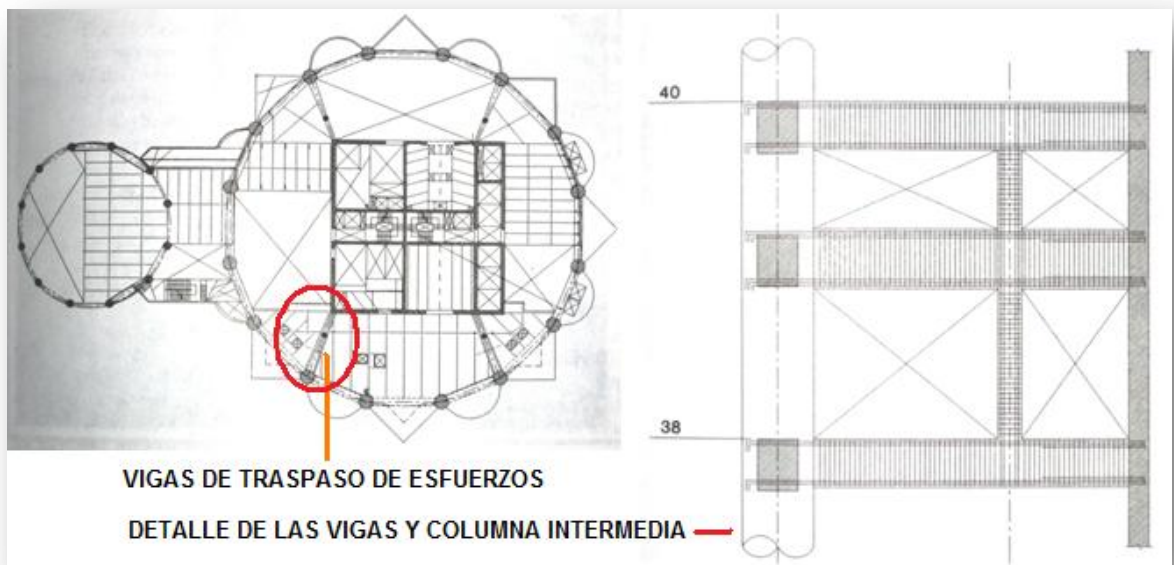 40
38
VIGAS DE TRASPASO DE ESFUERZOS
DETALLE DE LAS VIGAS Y COLUMNA INTERMEDIA